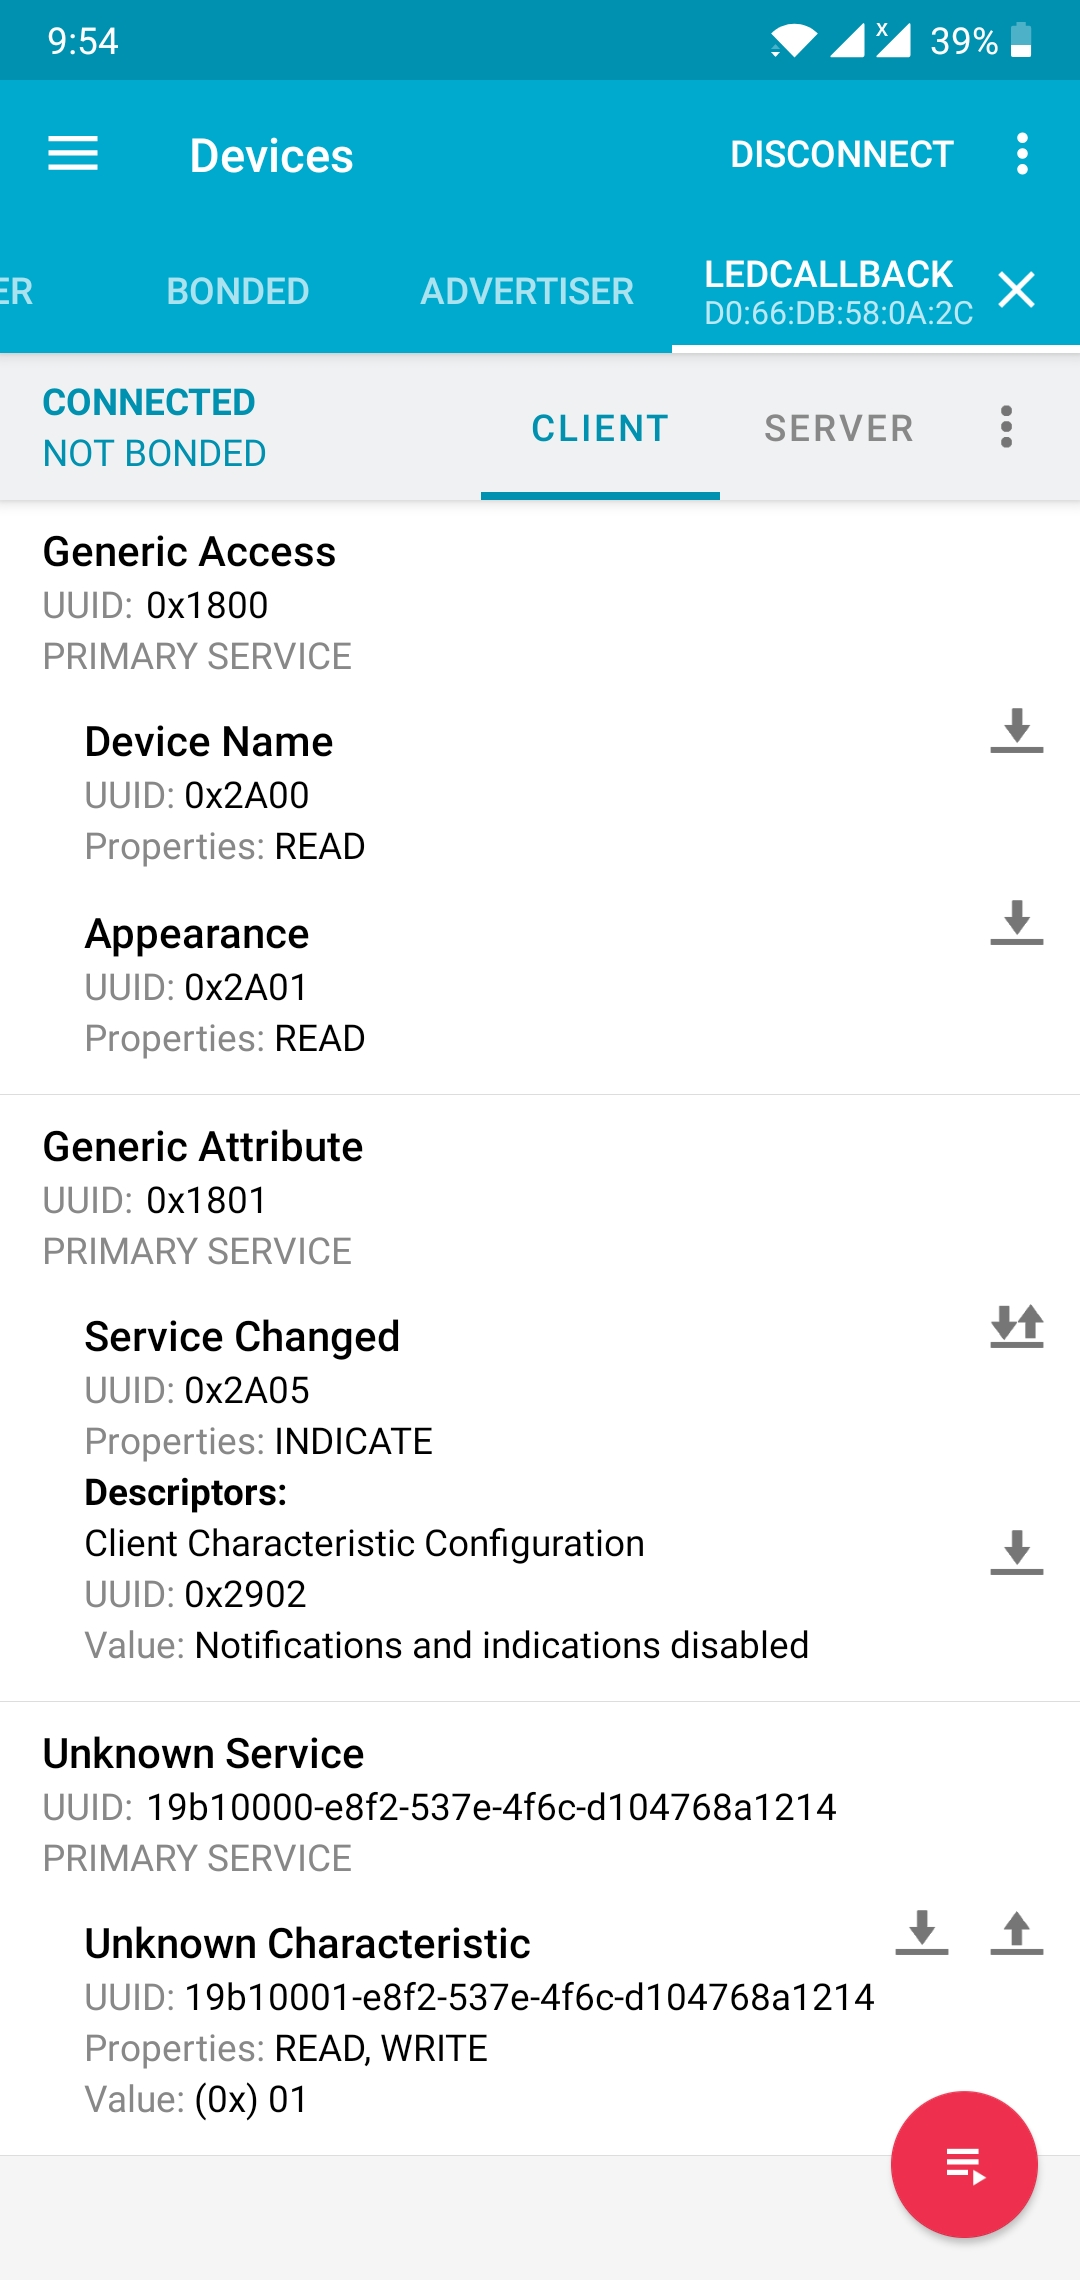 9:54
x
39%
Devices
DISCONNECT
ER
BONDED
ADVERTISER
LEDCALLBACK
D0:66:DB:58:0A:2C
CONNECTED
NOT BONDED
CLIENT
SERVER
Generic Access
UUID: 0x1800
PRIMARY SERVICE
Device Name
UUID: 0x2A00
Properties: READ
Appearance
UUID: 0x2A01
Properties: READ
Generic Attribute
UUID: 0x1801
PRIMARY SERVICE
Service Changed
UUID: 0x2A05
Properties: INDICATE
Descriptors:
Client Characteristic Configuration
UUID: 0x2902
Value: Notifications and indications disabled
Unknown Service
UUID: 19b10000-e8f2-537e-4f6c-d104768a1214
PRIMARY SERVICE
Unknown Characteristic
UUID: 19b10001-e8f2-537e-4f6c-d104768a1214
Properties: READ, WRITE
Value: (0x) 01